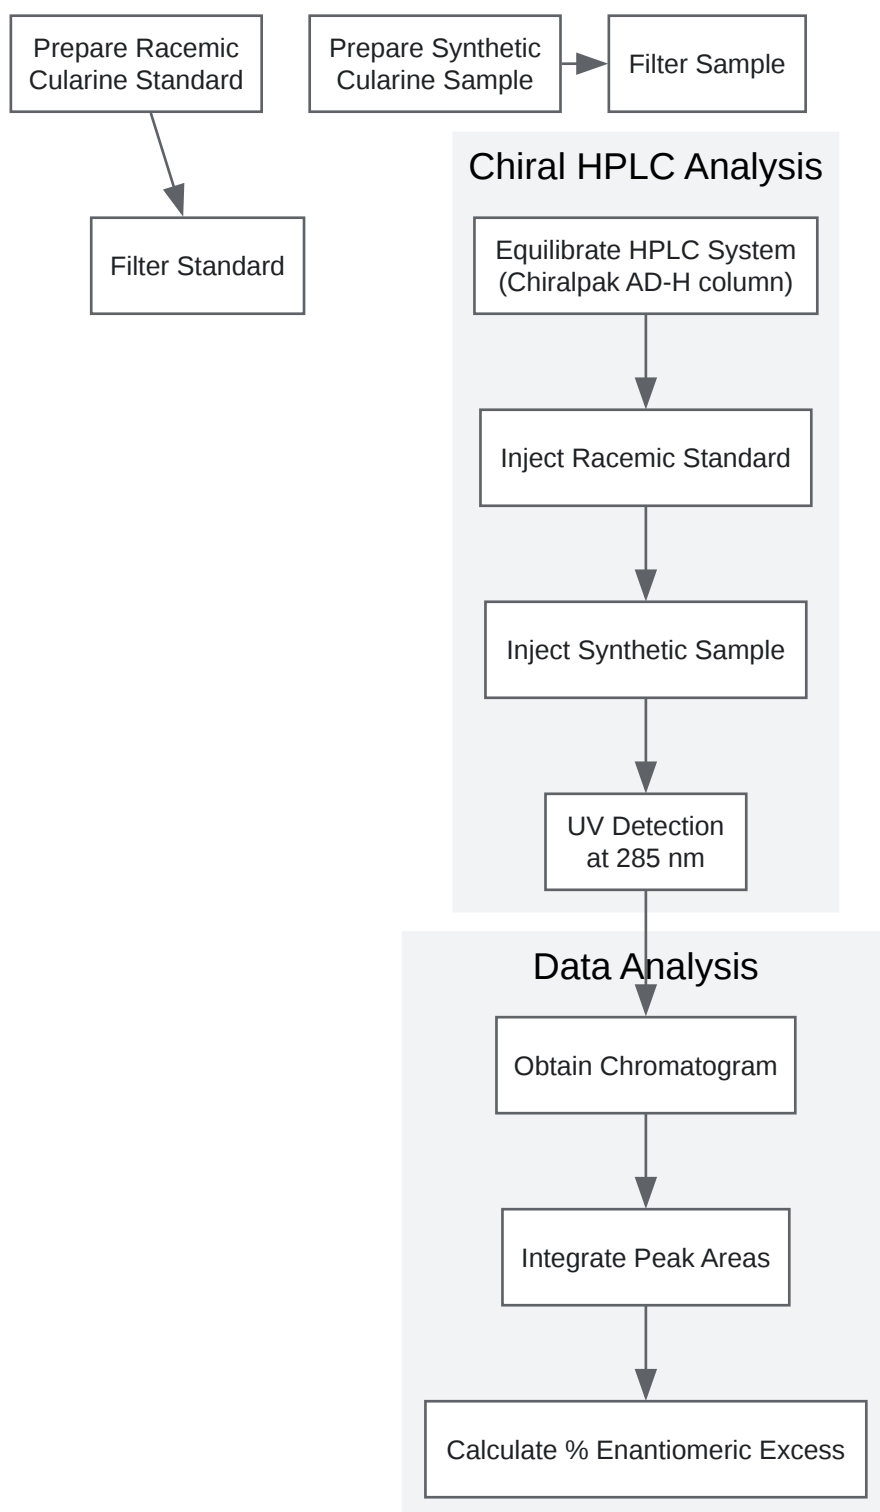 Prepare Racemic
Cularine Standard
Prepare Synthetic
Cularine Sample
Filter Sample
Chiral HPLC Analysis
Filter Standard
Equilibrate HPLC System
(Chiralpak AD-H column)
Inject Racemic Standard
Inject Synthetic Sample
UV Detection
at 285 nm
Data Analysis
Obtain Chromatogram
Integrate Peak Areas
Calculate % Enantiomeric Excess